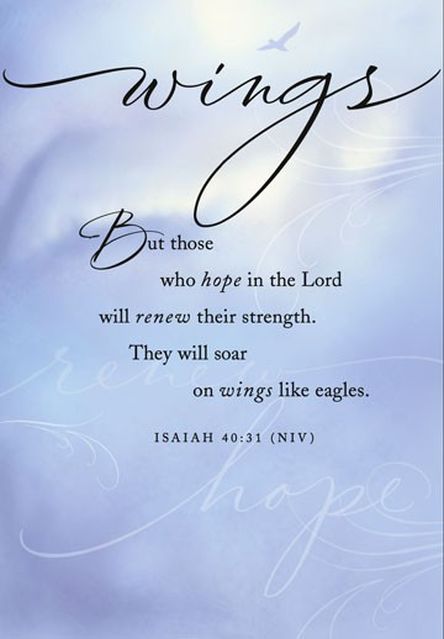 wings
But those
who hope in the Lord
will renew their strength.
They will soar
on wings like eagles.
renew
ISAIAH 40:31 (NIV)
hope